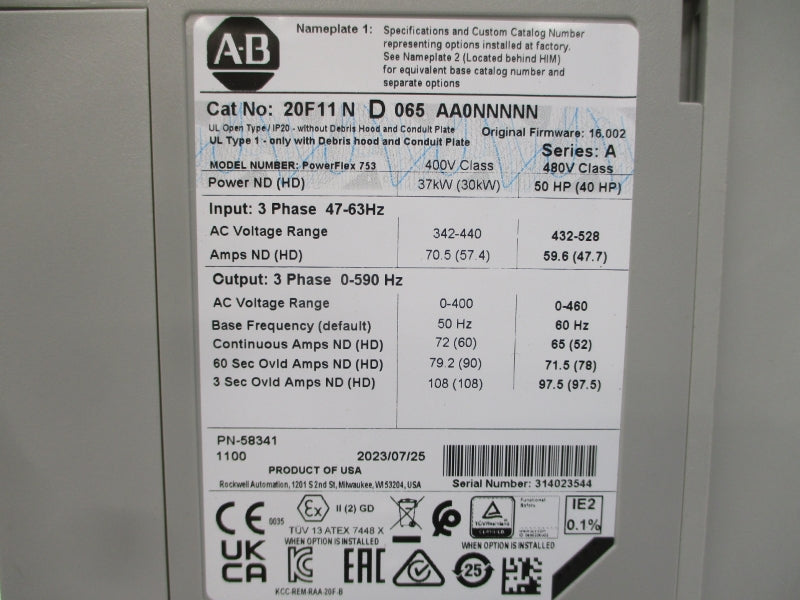 A-B
Nameplate 1: Specifications and Custom Catalog Number
representing options installed at factory.
See Nameplate 2 (Located behind HIM)
for equivalent base catalog number and
separate options
Cat No: 20F11 N D 065 AA0NNNNN
UL Open Type/ IP20 - without Debris Hood and Conduit Plate
Original Firmware: 16.002
UL Type 1 - only with Debris hood and Conduit Plate
Series: A
MODEL NUMBER: PowerFlex 753 400V Class 480V Class
Power ND (HD) 37kW (30kW) 50 HP (40 HP)
Input: 3 Phase 47-63Hz
AC Voltage Range 342-440 432-528
Amps ND (HD) 70.5 (57.4) 59.6 (47.7)
Output: 3 Phase 0-590 Hz
AC Voltage Range 0-400 0-460
Base Frequency (default) 50 Hz 60 Hz
Continuous Amps ND (HD) 72 (60) 65 (52)
60 Sec Ovld Amps ND (HD) 79.2 (90) 71.5 (78)
3 Sec Ovld Amps ND (HD) 108 (108) 97.5 (97.5)
PN-58341
1100 2023/07/25
PRODUCT OF USA
Rockwell Automation, 1201 S 2nd St, Milwaukee, WI 53204, USA
Serial Number: 314023544
CE 0035
Ex II (2) GD
TÜV 13 ATEX 7448 X
WHEN OPTION IS INSTALLED
Functional
Safety
WHEN OPTION IS INSTALLED
IE2
0.1%
UK
CA
EAC
25
KCC-REM-RAA-20F-B